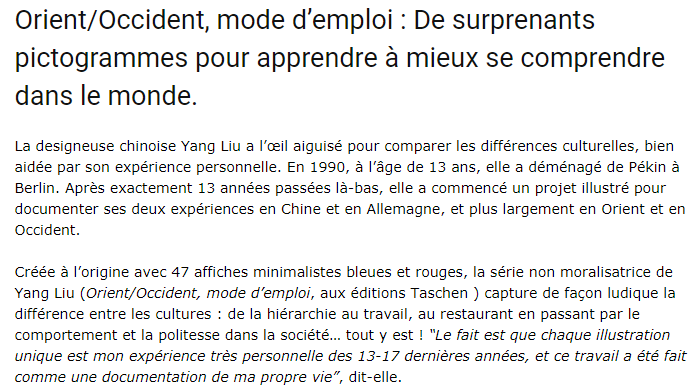 Orient/Occident, mode d’emploi : De surprenants
pictogrammes pour apprendre à mieux se comprendre
dans le monde.
La designeuse chinoise Yang Liu a l’œil aiguisé pour comparer les différences culturelles, bien
aidée par son expérience personnelle. En 1990, à l’âge de 13 ans, elle a déménagé de Pékin à
Berlin. Après exactement 13 années passées là-bas, elle a commencé un projet illustré pour
documenter ses deux expériences en Chine et en Allemagne, et plus largement en Orient et en
Occident.
Créée à l’origine avec 47 affiches minimalistes bleues et rouges, la série non moralisatrice de
Yang Liu (Orient/Occident, mode d’emploi, aux éditions Taschen ) capture de façon ludique la
différence entre les cultures : de la hiérarchie au travail, au restaurant en passant par le
comportement et la politesse dans la société… tout y est ! “Le fait est que chaque illustration
unique est mon expérience très personnelle des 13-17 dernières années, et ce travail a été fait
comme une documentation de ma propre vie”, dit-elle.